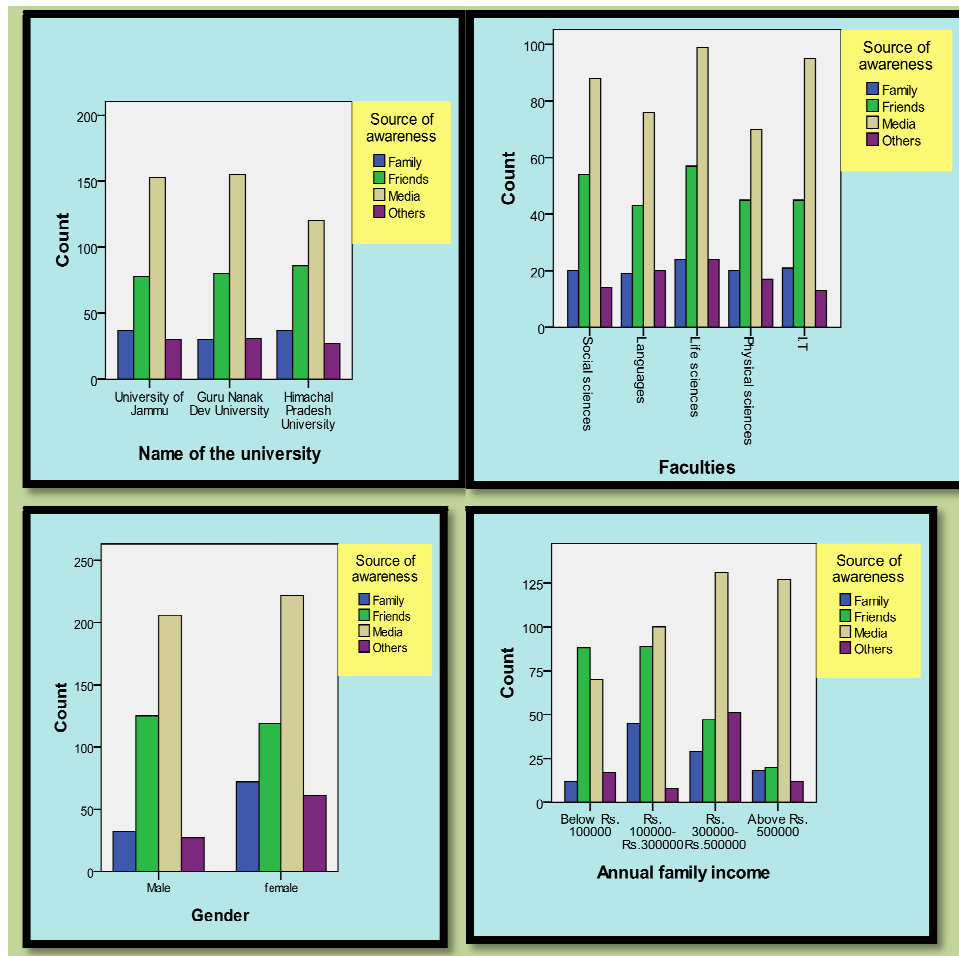 200
150
100
50
0
Count
University of
Jammu
Guru Nanak
Dev University
Himachal
Pradesh
University
Name of the university
Source of
awareness
Family
Friends
Media
Others
100
80
60
40
20
0
Count
Social sciences
Languages
Life sciences
Physical sciences
I.T
Faculties
Source of
awareness
Family
Friends
Media
Others
250
200
150
100
50
0
Count
Male
female
Gender
Source of
awareness
Family
Friends
Media
Others
125
100
75
50
25
0
Count
Below Rs.
100000
Rs.
100000-
Rs.300000
Rs.
300000-
Rs.500000
Above Rs.
500000
Annual family income
Source of
awareness
Family
Friends
Media
Others